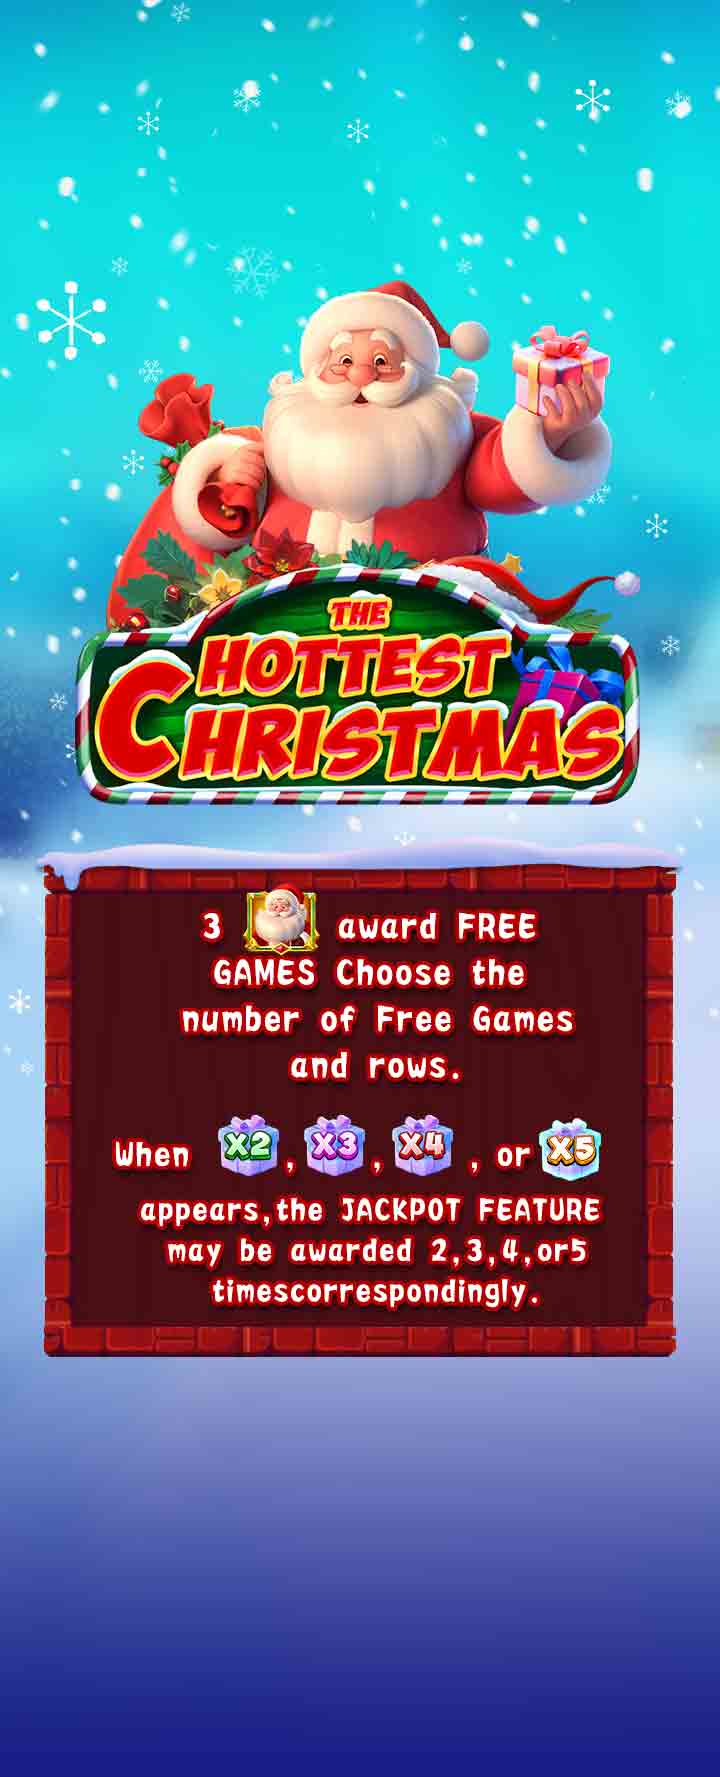 THE
HOTTEST
CHRISTMAS
3 award FREE
GAMES Choose the
number of Free Games
and rows.
When X2, X3, X4, or X5
appears,the JACKPOT FEATURE
may be awarded 2,3,4,or5
timescorrespondingly.